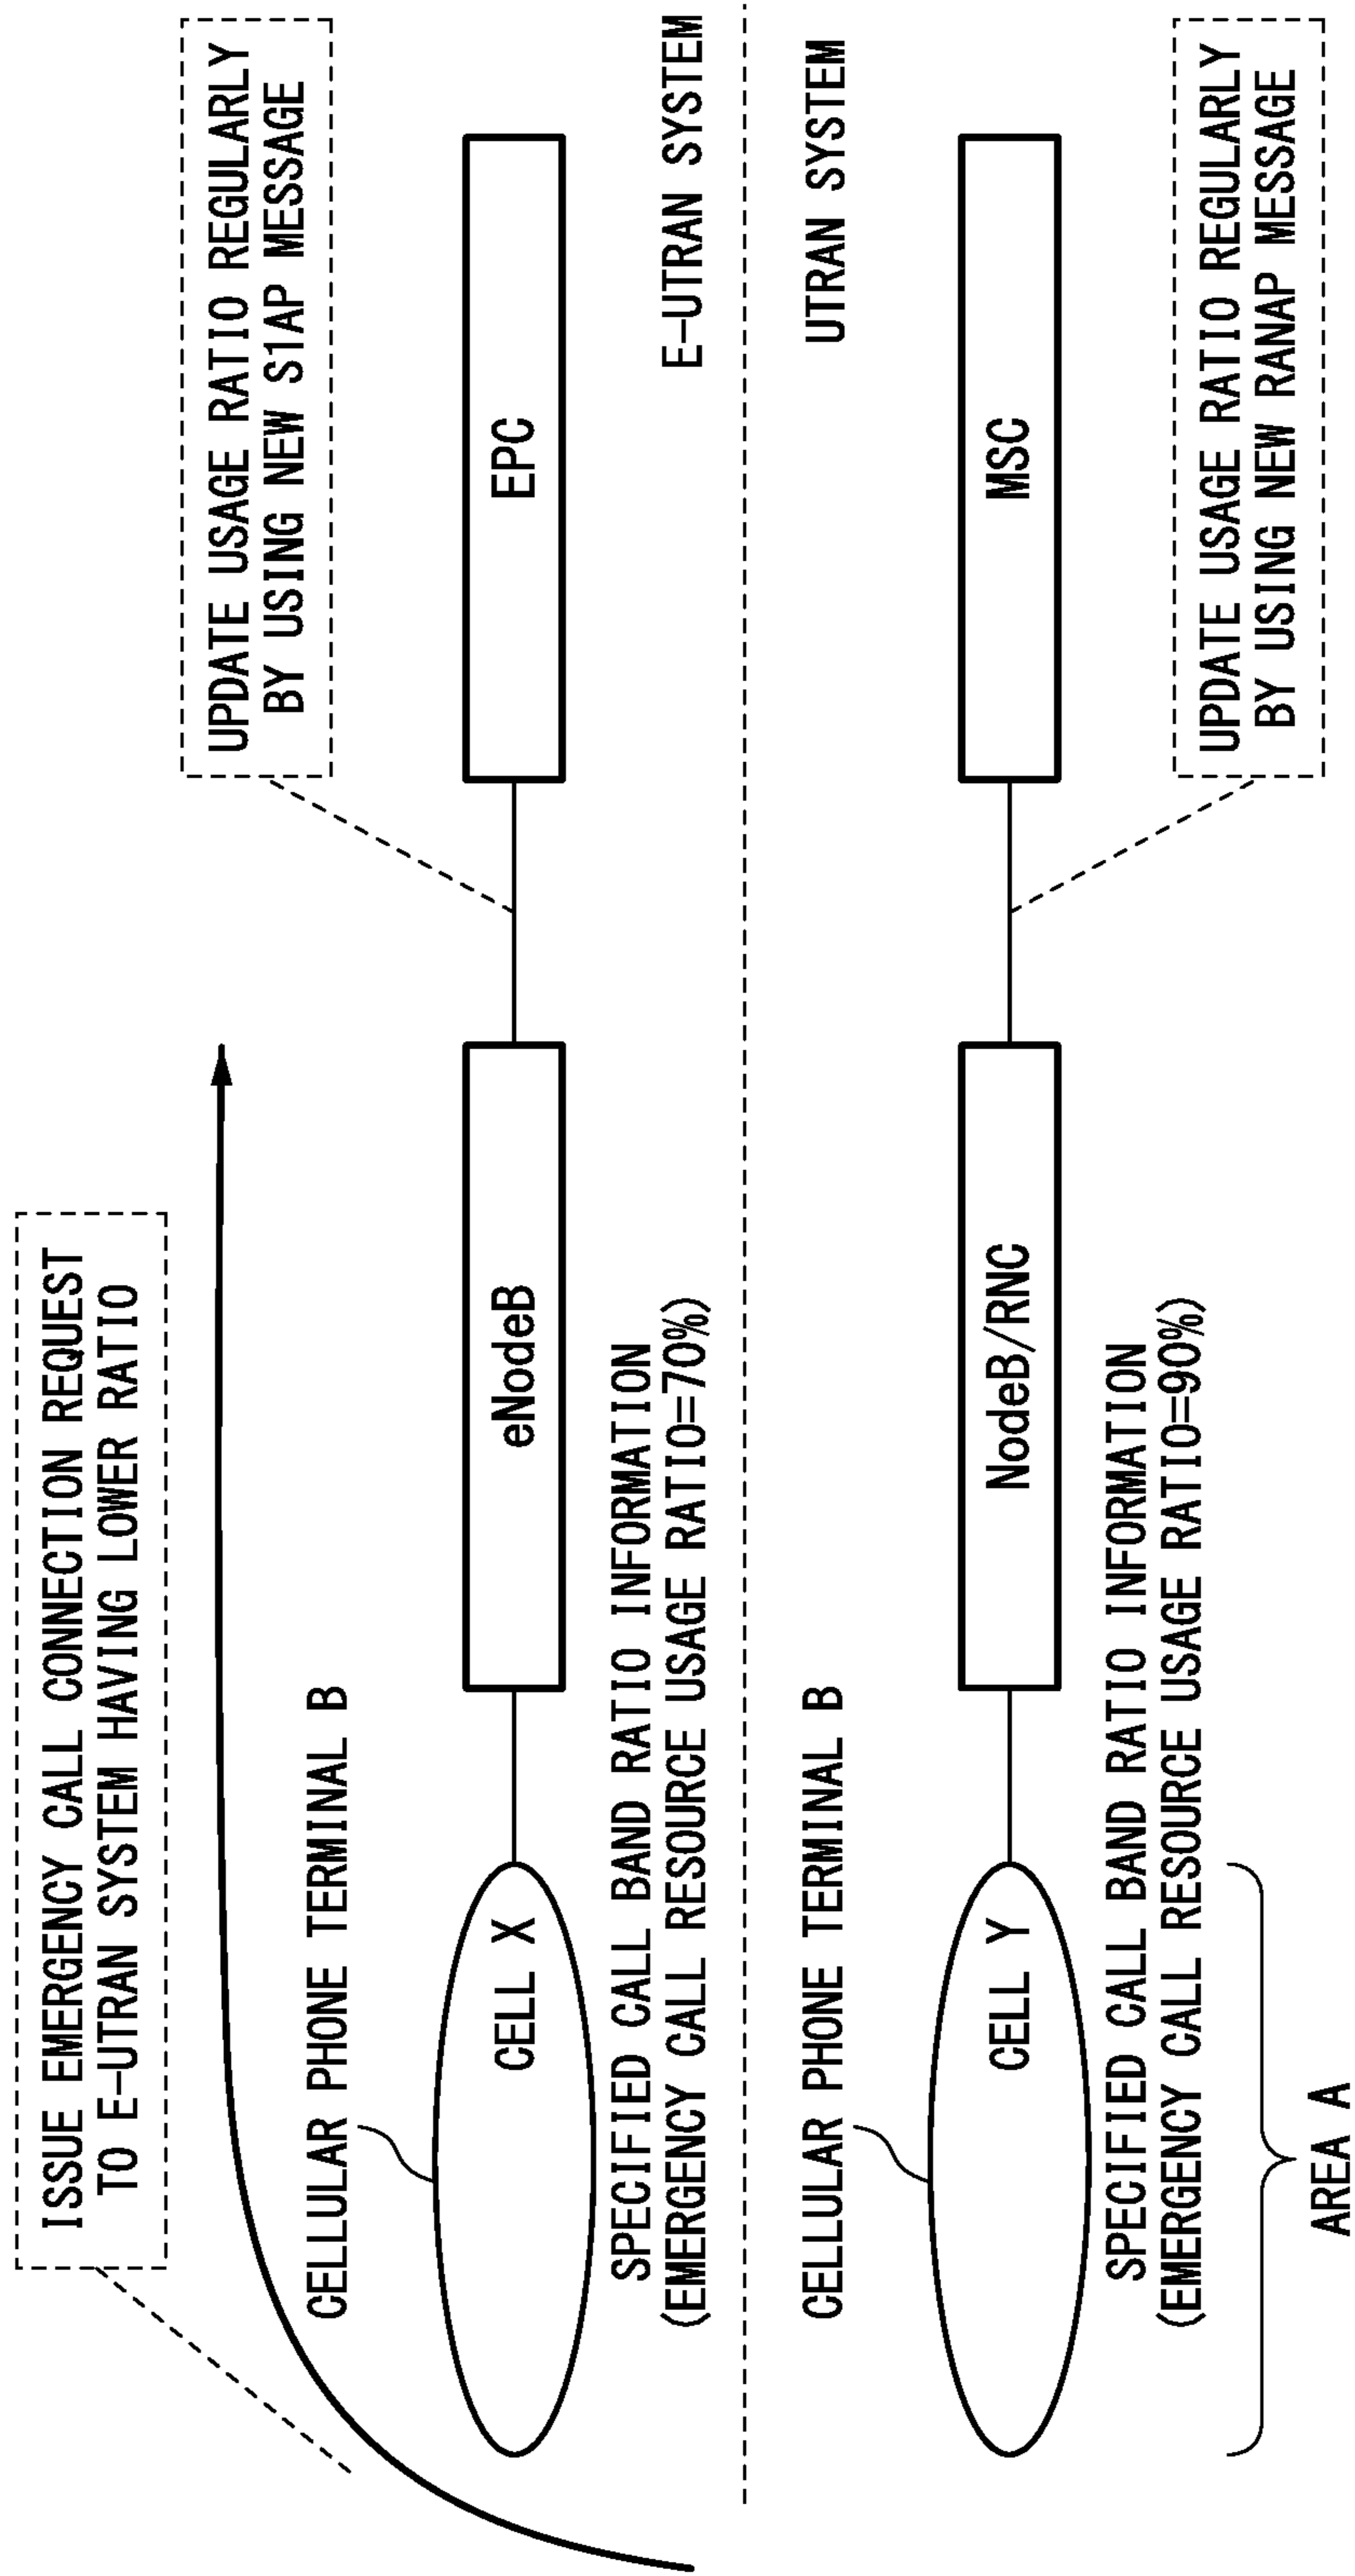 ISSUE EMERGENCY CALL CONNECTION REQUEST
TO E-UTRAN SYSTEM HAVING LOWER RATIO
UPDATE USAGE RATIO REGULARLY
BY USING NEW S1AP MESSAGE
CELLULAR PHONE TERMINAL B
CELL X
eNodeB
EPC
SPECIFIED CALL BAND RATIO INFORMATION
(EMERGENCY CALL RESOURCE USAGE RATIO=70%)
E-UTRAN SYSTEM
UTRAN SYSTEM
CELLULAR PHONE TERMINAL B
CELL Y
NodeB/RNC
MSC
SPECIFIED CALL BAND RATIO INFORMATION
(EMERGENCY CALL RESOURCE USAGE RATIO=90%)
UPDATE USAGE RATIO REGULARLY
BY USING NEW RANAP MESSAGE
AREA A